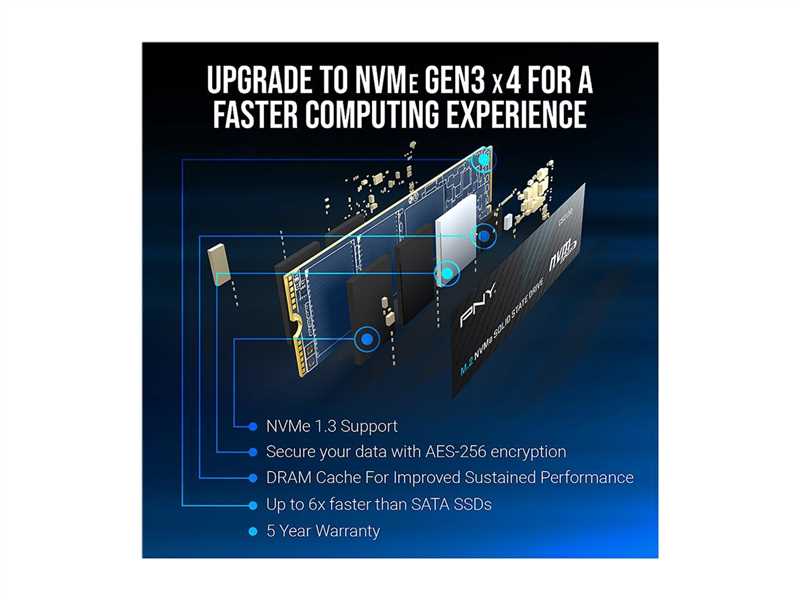 UPGRADE TO NVMe GEN3 x4 FOR A
FASTER COMPUTING EXPERIENCE
PNY
M.2 NVMe SOLID STATE DRIVE
nvm
NVMe 1.3 Support
Secure your data with AES-256 encryption
DRAM Cache For Improved Sustained Performance
Up to 6x faster than SATA SSDs
5 Year Warranty